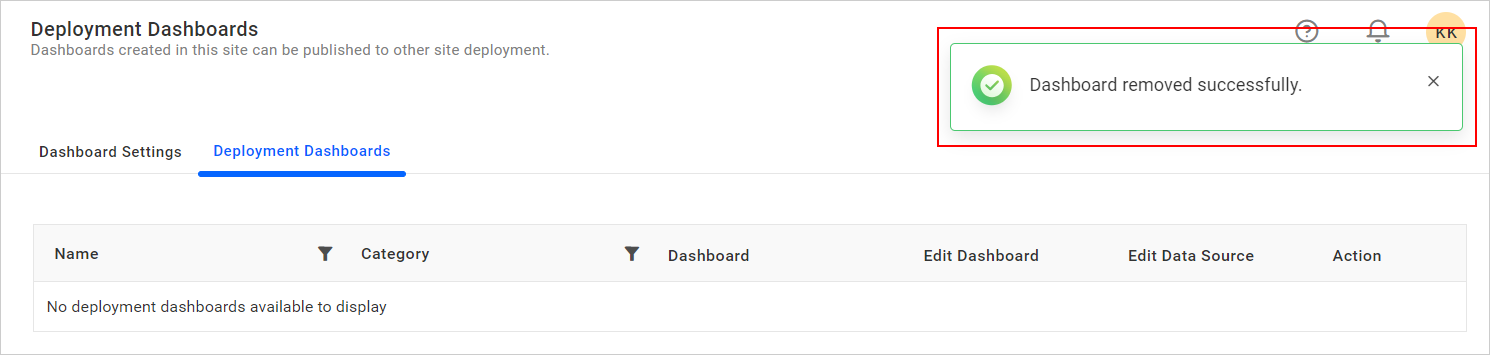 Deployment Dashboards
Dashboards created in this site can be published to other site deployment.
KK
Dashboard removed successfully.
Dashboard Settings
Deployment Dashboards
Name
Category
Dashboard
Edit Dashboard
Edit Data Source
Action
No deployment dashboards available to display